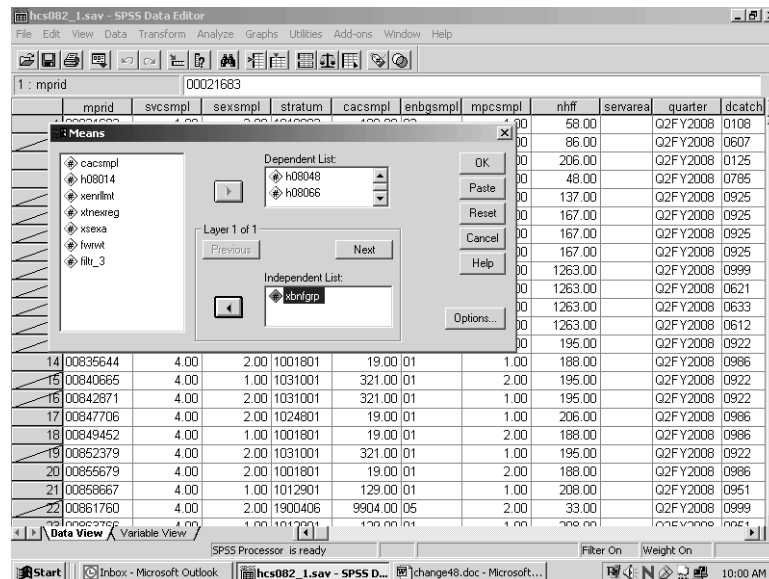 hcs082_1.sav - SPSS Data Editor
File Edit View Data Transform Analyze Graphs Utilities Add-ons Window Help
1 : mprid 00021683
mprid svcsmpl sexsmpl stratum cacsmpl enbgsmpl mpcsmpl nhff servarea quarter dcatch
58.00 Q2FY2008 0108
Means
86.00 Q2FY2008 0607
206.00 Q2FY2008 0125
48.00 Q2FY2008 0785
137.00 Q2FY2008 0925
167.00 Q2FY2008 0925
167.00 Q2FY2008 0925
167.00 Q2FY2008 0925
1263.00 Q2FY2008 0999
1263.00 Q2FY2008 0621
1263.00 Q2FY2008 0633
1263.00 Q2FY2008 0612
195.00 Q2FY2008 0922
cacsmpl
h08014
xenrllmt
xtnexreg
xsexa
fwrwt
filtr_3
Dependent List:
h08048
h08066
Layer 1 of 1
Previous Next
Independent List:
xbnfgrp
OK
Paste
Reset
Cancel
Help
Options...
14 00835644 4.00 2.00 1001801 19.00 01 1.00 188.00 Q2FY2008 0986
15 00840665 4.00 1.00 1031001 321.00 01 2.00 195.00 Q2FY2008 0922
16 00842871 4.00 2.00 1031001 321.00 01 1.00 195.00 Q2FY2008 0922
17 00847706 4.00 2.00 1024801 19.00 01 1.00 206.00 Q2FY2008 0986
18 00849452 4.00 1.00 1001801 19.00 01 2.00 188.00 Q2FY2008 0986
19 00852379 4.00 2.00 1031001 321.00 01 1.00 195.00 Q2FY2008 0922
20 00855679 4.00 2.00 1001801 19.00 01 2.00 188.00 Q2FY2008 0986
21 00858667 4.00 1.00 1012901 129.00 01 1.00 208.00 Q2FY2008 0951
22 00861760 4.00 2.00 1900406 9904.00 05 2.00 33.00 Q2FY2008 0999
Data View Variable View
SPSS Processor is ready Filter On Weight On
Start Inbox - Microsoft Outlook hcs082_1.sav - SPSS D... change48.doc - Microsoft... 10:00 AM